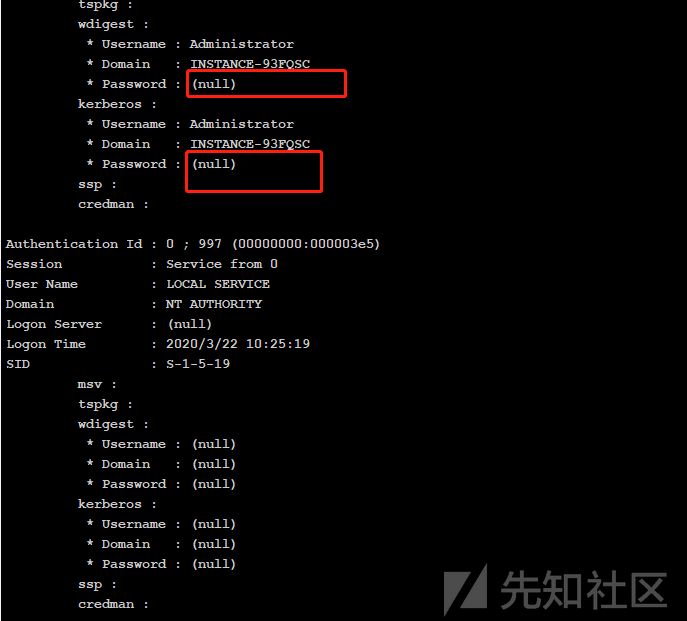 tspkg :
wdigest :
* Username : Administrator
* Domain   : INSTANCE-93FQSC
* Password : (null)
kerberos :
* Username : Administrator
* Domain   : INSTANCE-93FQSC
* Password : (null)
ssp :
credman :
Authentication Id : 0 ; 997 (00000000:000003e5)
Session           : Service from 0
User Name         : LOCAL SERVICE
Domain            : NT AUTHORITY
Logon Server      : (null)
Logon Time        : 2020/3/22 10:25:19
SID               : S-1-5-19
msv :
tspkg :
wdigest :
* Username : (null)
* Domain   : (null)
* Password : (null)
kerberos :
* Username : (null)
* Domain   : (null)
* Password : (null)
ssp :
credman :
先知社区